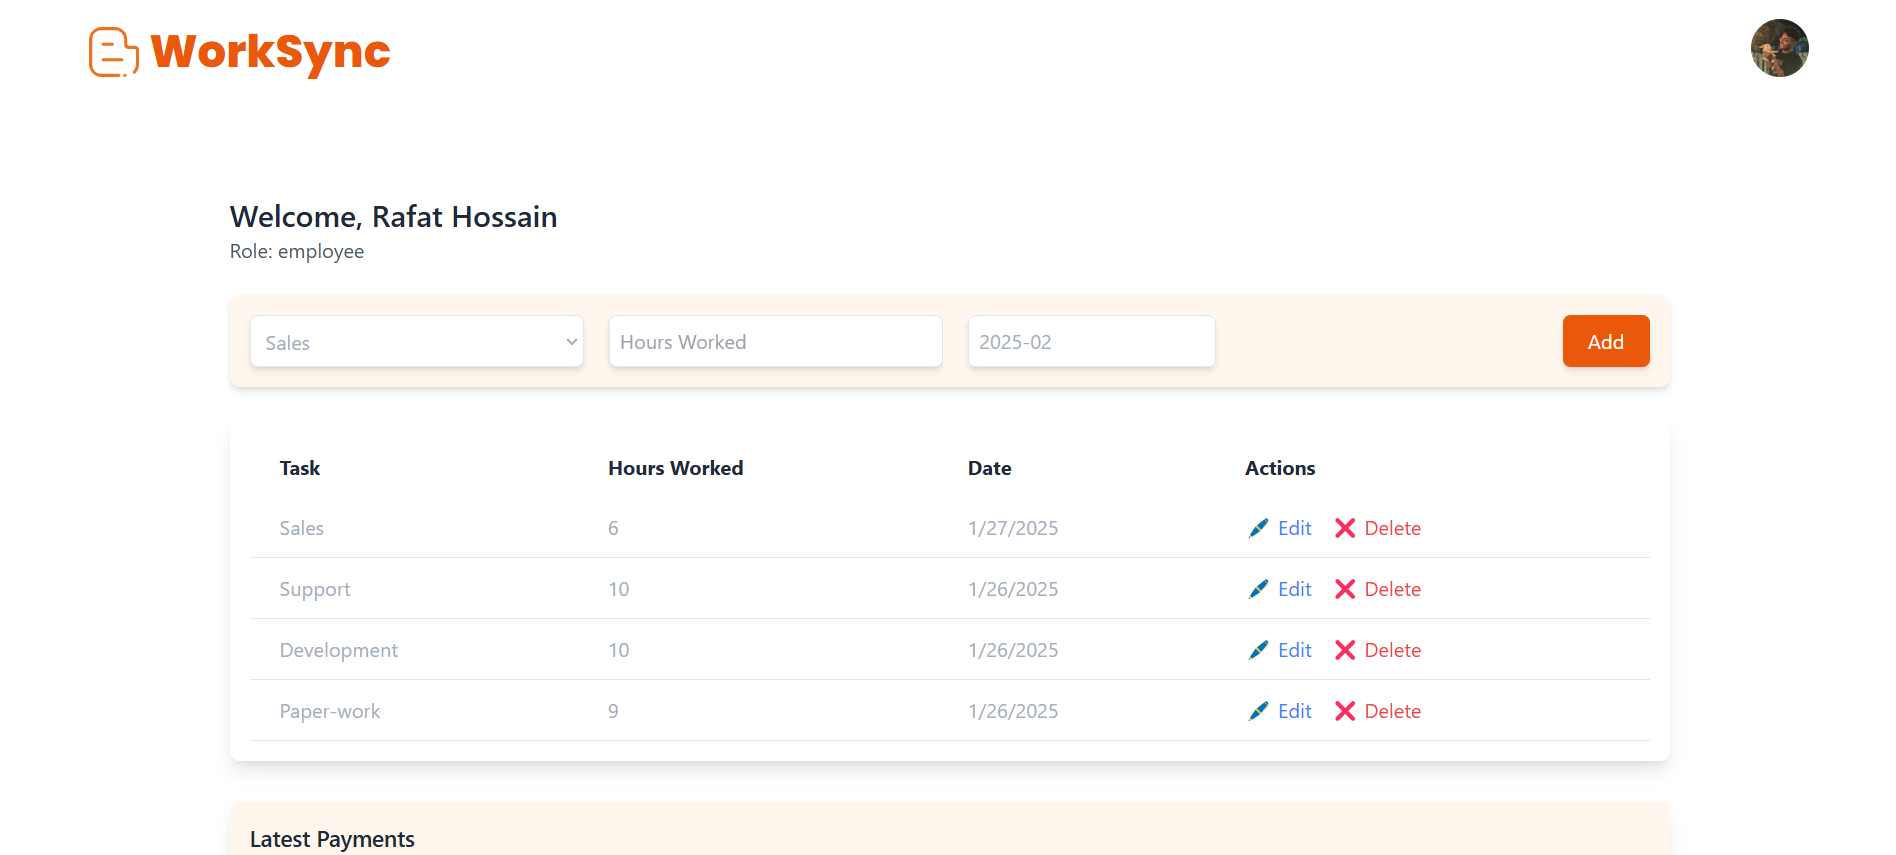 WorkSync
Welcome, Rafat Hossain
Role: employee
Sales Hours Worked 2025-02 Add
Task Hours Worked Date Actions
Sales 6 1/27/2025 Edit Delete
Support 10 1/26/2025 Edit Delete
Development 10 1/26/2025 Edit Delete
Paper-work 9 1/26/2025 Edit Delete
Latest Payments